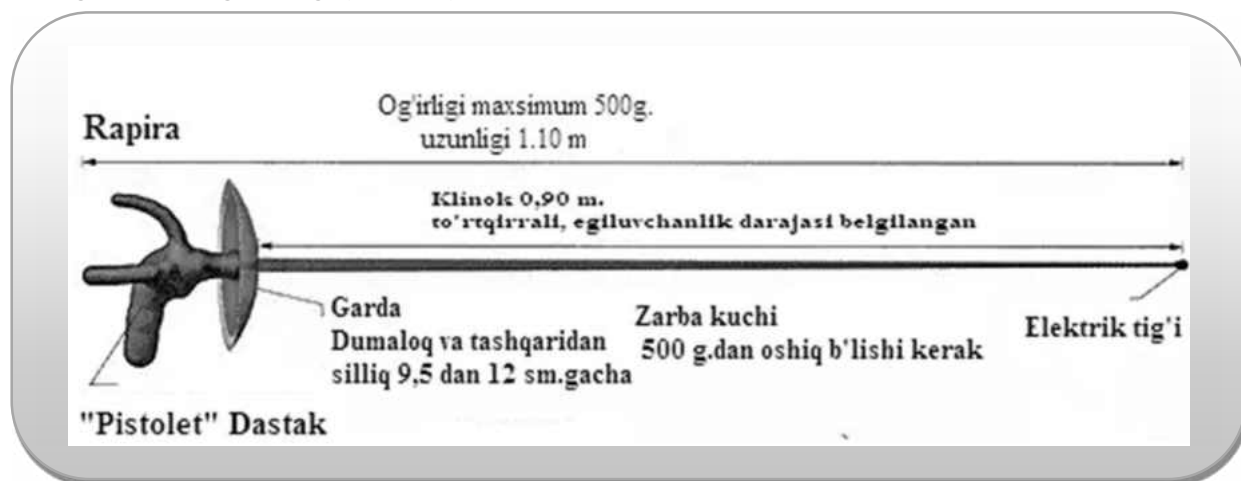 Rapira
Og'irligi maxsimum 500g.
uzunligi 1.10 m
Klinok 0,90 m.
to'rtqirrali, egiluvchanlik darajasi belgilangan
Garda
Dumaloq va tashqaridan
silliq 9,5 dan 12 sm.gacha
Zarba kuchi
500 g.dan oshiq b'lishi kerak
Elektrik tig'i
"Pistolet" Dastak